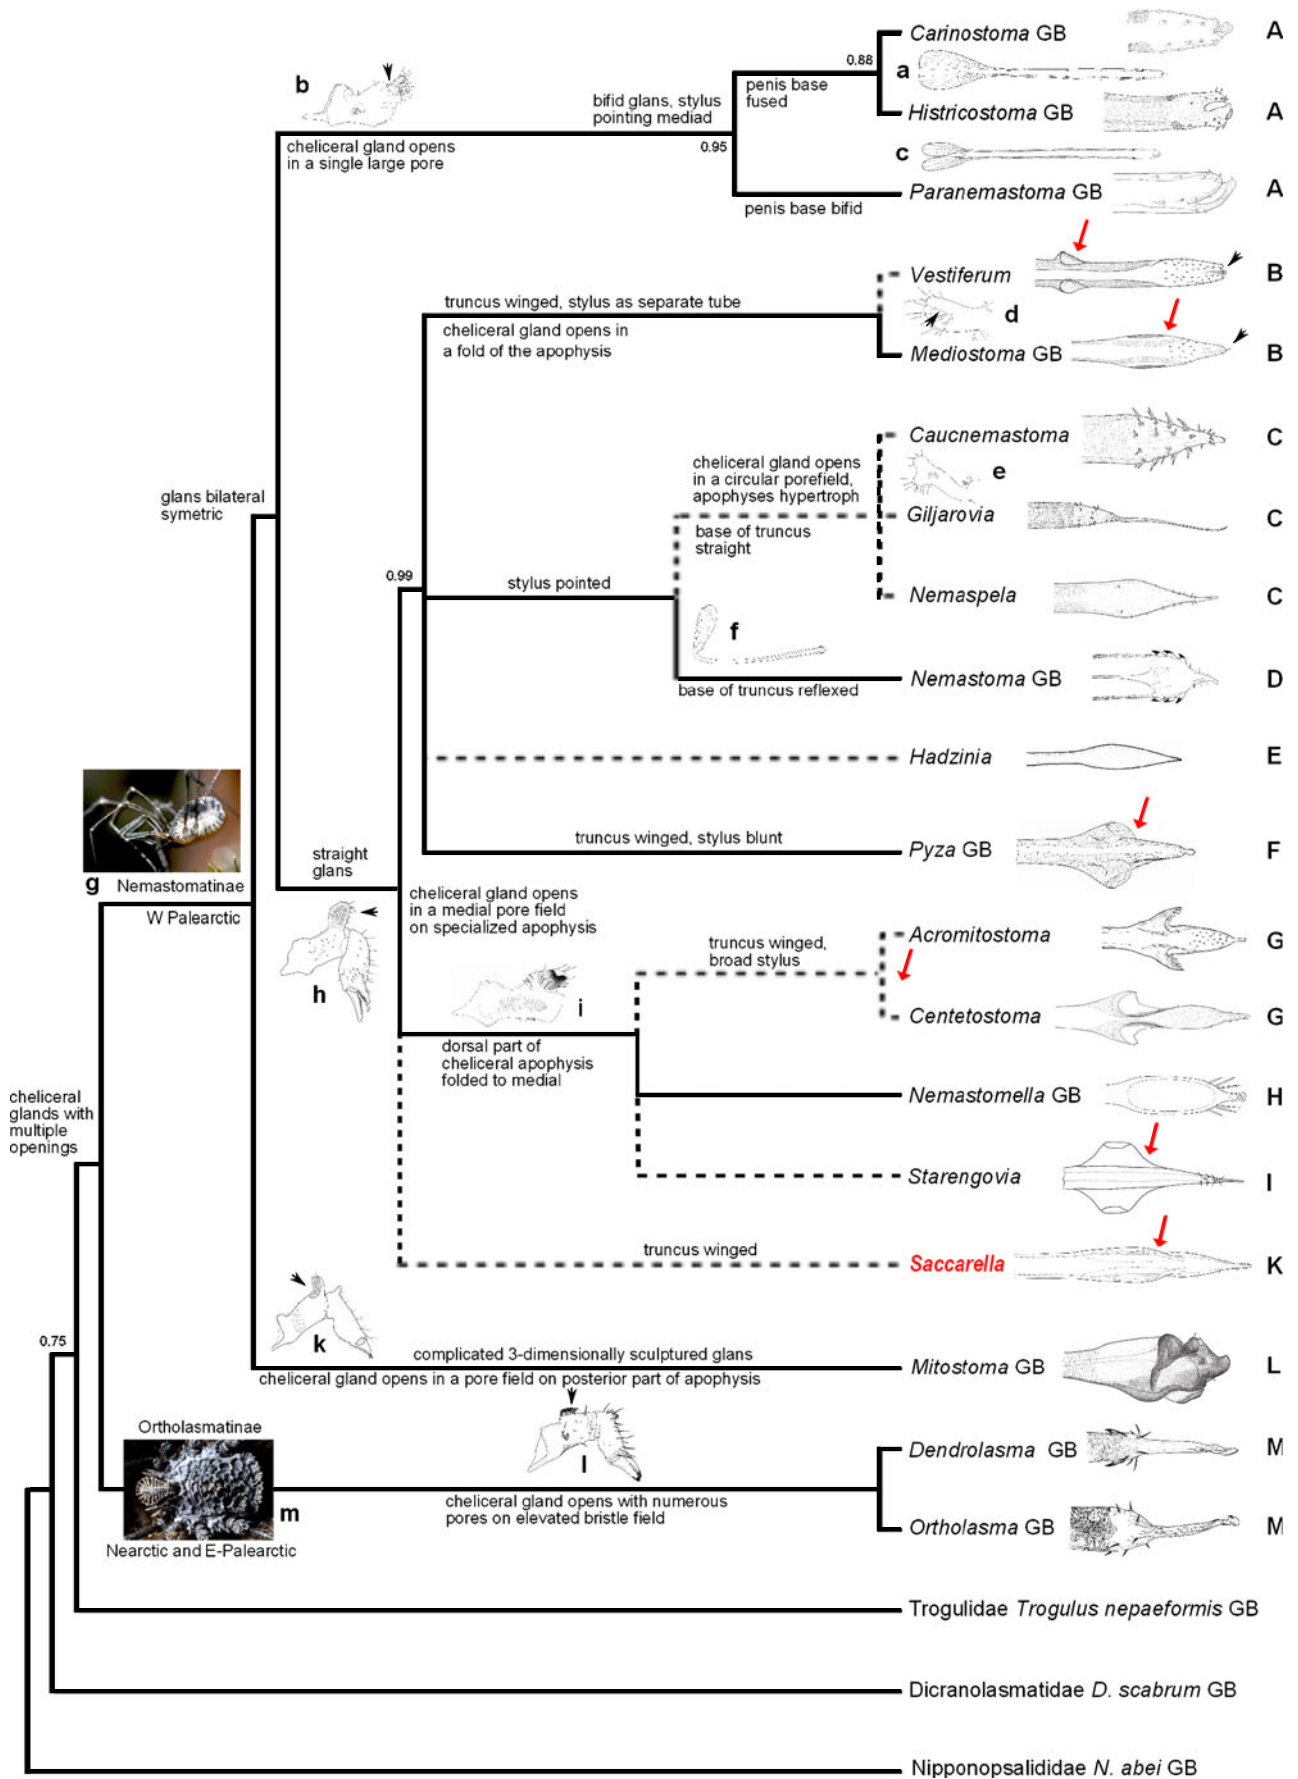 Carinostoma GB
A
0.88
a
b
bifid glans, stylus
pointing mediad
penis base
fused
Histricostoma GB
A
cheliceral gland opens
in a single large pore
0.95
c
Paranemastoma GB
A
penis base bifid
Vestiferum
B
truncus winged, stylus as separate tube
d
cheliceral gland opens in
a fold of the apophysis
Mediostoma GB
B
Caucnemastoma
C
cheliceral gland opens
in a circular porefield,
apophyses hypertroph
e
glans bilateral
symetric
Giljarovia
C
base of truncus
straight
0.99
stylus pointed
Nemaspela
C
f
Nemastoma GB
D
base of truncus reflexed
Hadzinia
E
truncus winged, stylus blunt
Pyza GB
F
straight
glans
g
Nemastomatinae
W Palearctic
cheliceral gland opens
in a medial pore field
on specialized apophysis
truncus winged,
broad stylus
Acromitostoma
G
h
i
Centetostoma
G
dorsal part of
cheliceral apophysis
folded to medial
cheliceral
glands with
multiple
openings
Nemastomella GB
H
Starengovia
I
truncus winged
Saccarella
K
0.75
k
complicated 3-dimensionally sculptured glans
Mitostoma GB
L
cheliceral gland opens in a pore field on posterior part of apophysis
Ortholasmatinae
l
Dendrolasma GB
M
m
cheliceral gland opens with numerous
pores on elevated bristle field
Ortholasma GB
M
Nearctic and E-Palearctic
Trogulidae Trogulus nepaeformis GB
Dicranolasmatidae D. scabrum GB
Nipponopsalididae N. abei GB